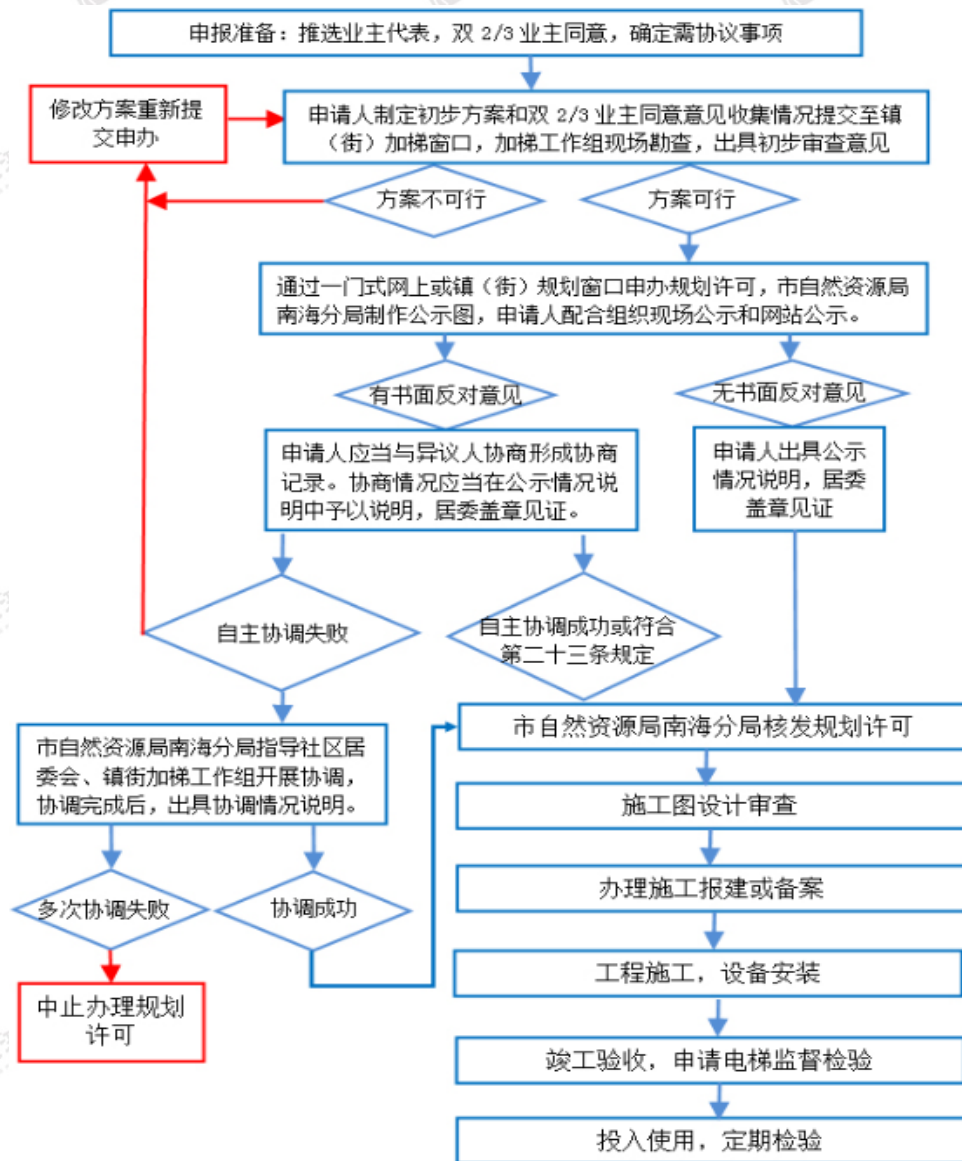 申报准备：推选业主代表，双 2/3 业主同意，确定需协议事项
修改方案重新提
交申办
申请人制定初步方案和双 2/3 业主同意意见收集情况提交至镇
（街）加梯窗口，加梯工作组现场勘查，出具初步审查意见
方案不可行
方案可行
通过一门式网上或镇（街）规划窗口申办规划许可，市自然资源局
南海分局制作公示图，申请人配合组织现场公示和网站公示。
有书面反对意见
无书面反对意见
申请人应当与异议人协商形成协商
记录。协商情况应当在公示情况说
明中予以说明，居委盖章见证。
申请人出具公示
情况说明，居委
盖章见证
自主协调失败
自主协调成功或符合
第二十三条规定
市自然资源局南海分局指导社区居
委会、镇街加梯工作组开展协调，
协调完成后，出具协调情况说明。
市自然资源局南海分局核发规划许可
施工图设计审查
多次协调失败
协调成功
办理施工报建或备案
工程施工，设备安装
中止办理规划
许可
竣工验收，申请电梯监督检验
投入使用，定期检验